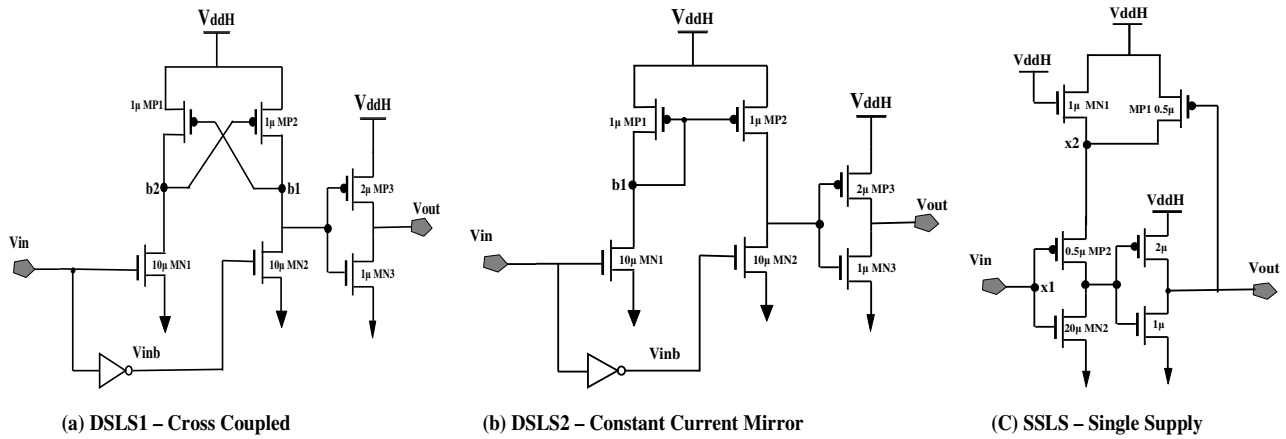 VddH
1μ MP1
1μ MP2
b2
b1
VddH
2μ MP3
Vout
Vin
10μ MN1
10μ MN2
1μ MN3
Vinb
(a) DSLS1 – Cross Coupled
VddH
1μ MP1
1μ MP2
b1
VddH
2μ MP3
Vout
Vin
10μ MN1
10μ MN2
1μ MN3
Vinb
(b) DSLS2 – Constant Current Mirror
VddH
VddH
1μ MN1
MP1 0.5μ
x2
VddH
0.5μ MP2
2μ
Vin
x1
Vout
20μ MN2
1μ
(C) SSLS – Single Supply